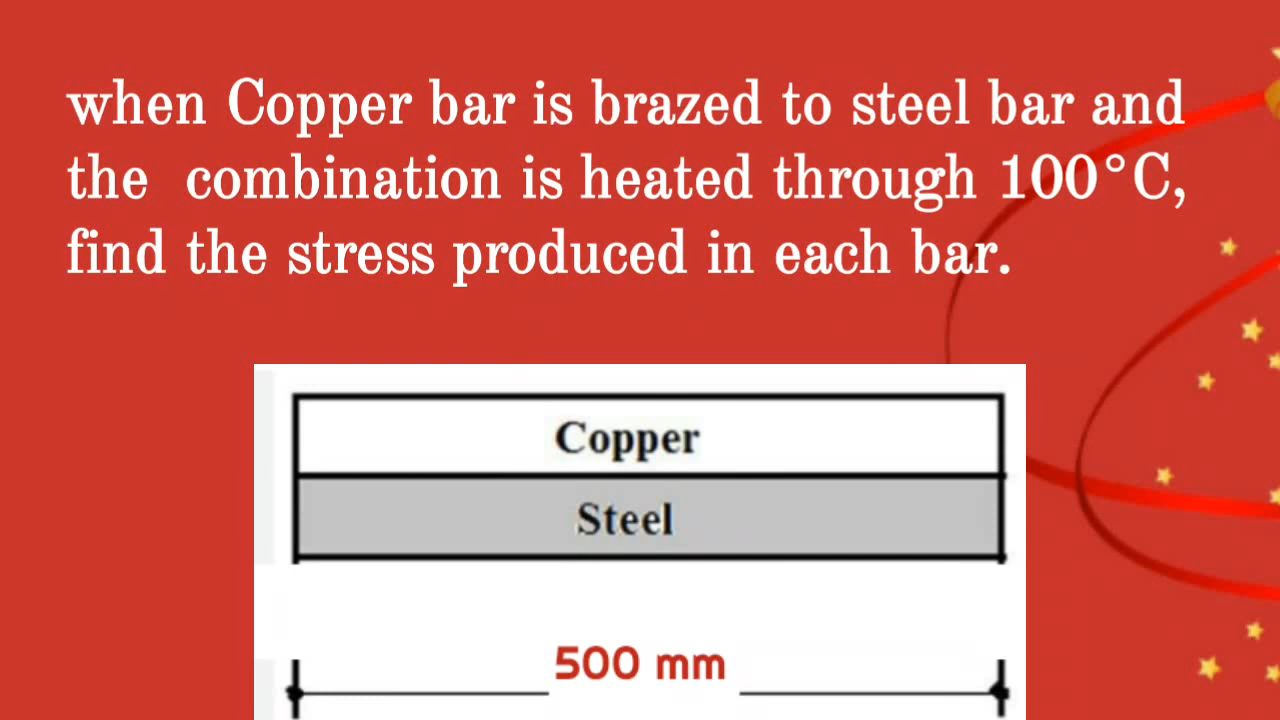 when Copper bar is brazed to steel bar and
the combination is heated through 100°C,
find the stress produced in each bar.
Copper
Steel
500 mm